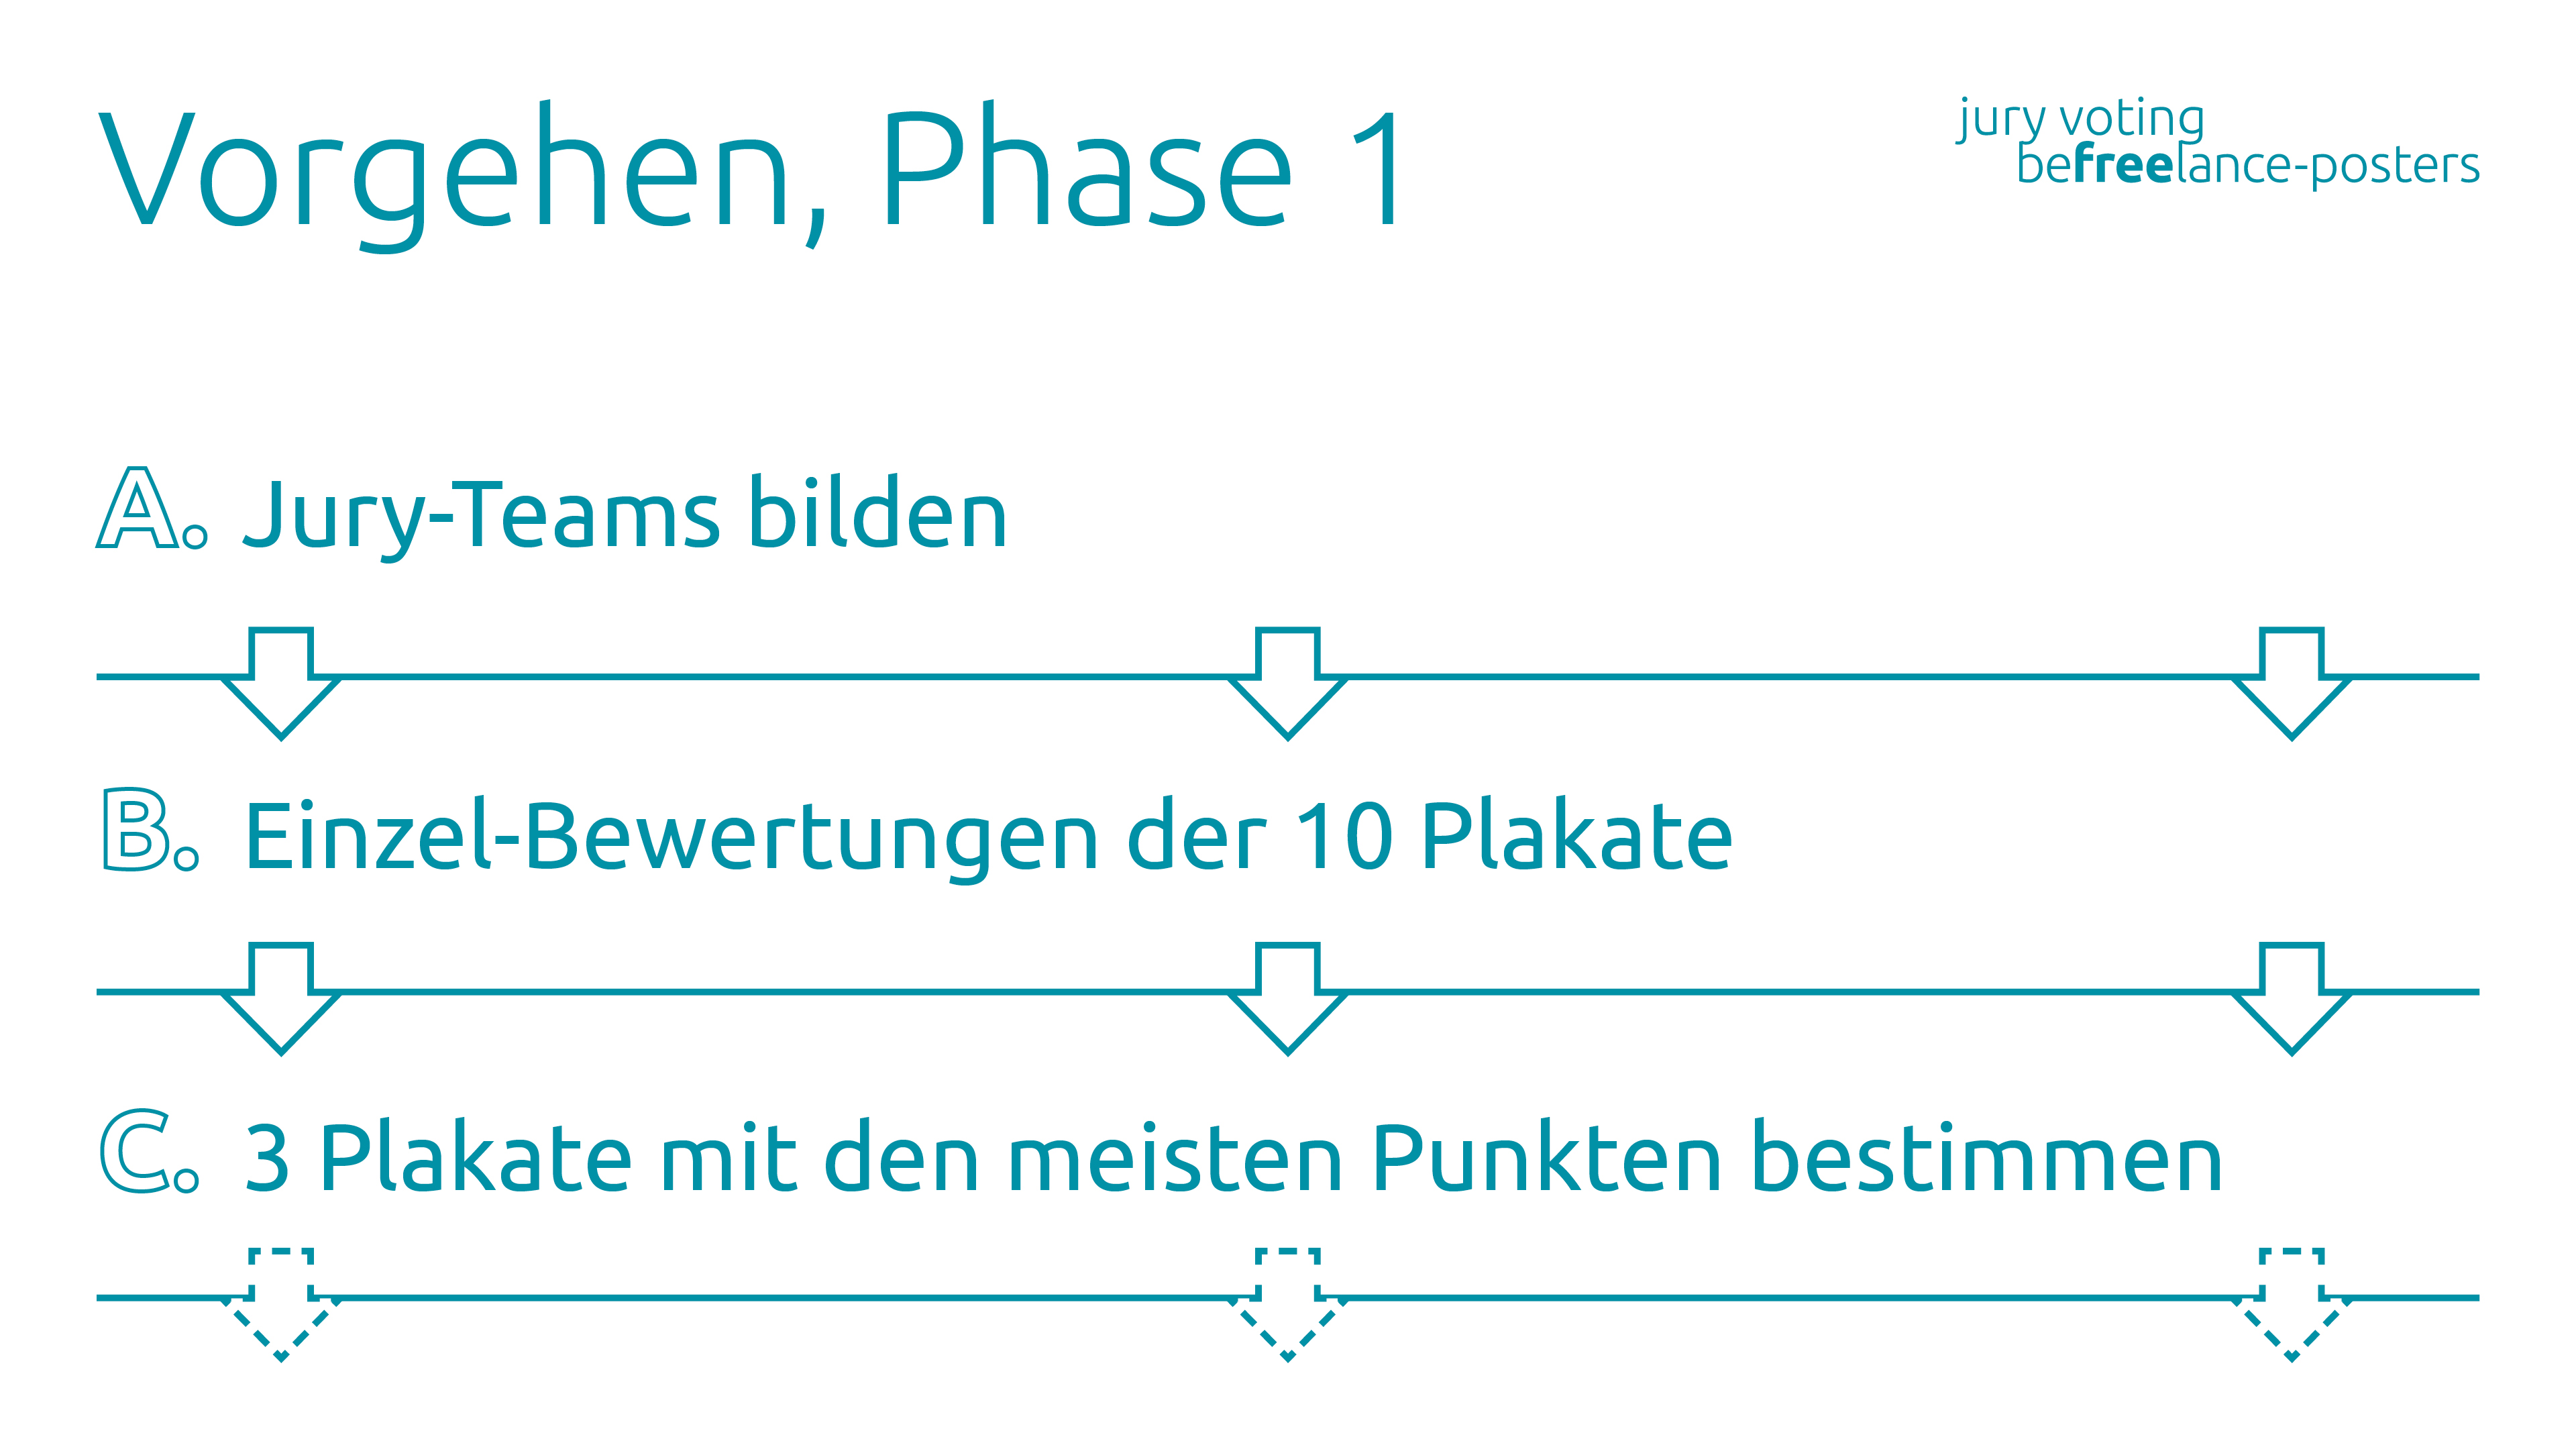 Vorgehen, Phase 1
jury voting
befreelance-posters
A. Jury-Teams bilden
B. Einzel-Bewertungen der 10 Plakate
C. 3 Plakate mit den meisten Punkten bestimmen